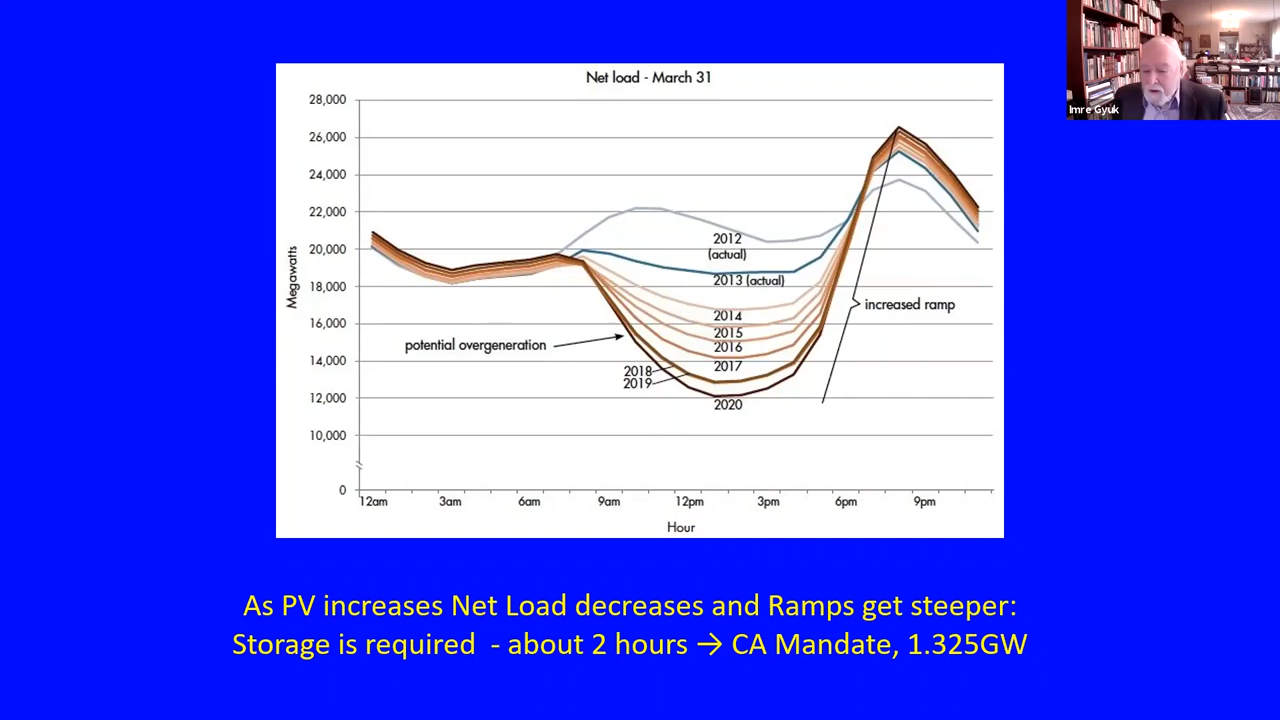 Imre Gyuk
Net load - March 31
Megawatts
28,000
26,000
24,000
22,000
20,000
18,000
16,000
14,000
12,000
10,000
0
2012
(actual)
2013 (actual)
2014
2015
2016
2017
2018
2019
2020
potential overgeneration
increased ramp
12am 3am 6am 9am 12pm 3pm 6pm 9pm
Hour
As PV increases Net Load decreases and Ramps get steeper:
Storage is required - about 2 hours → CA Mandate, 1.325GW